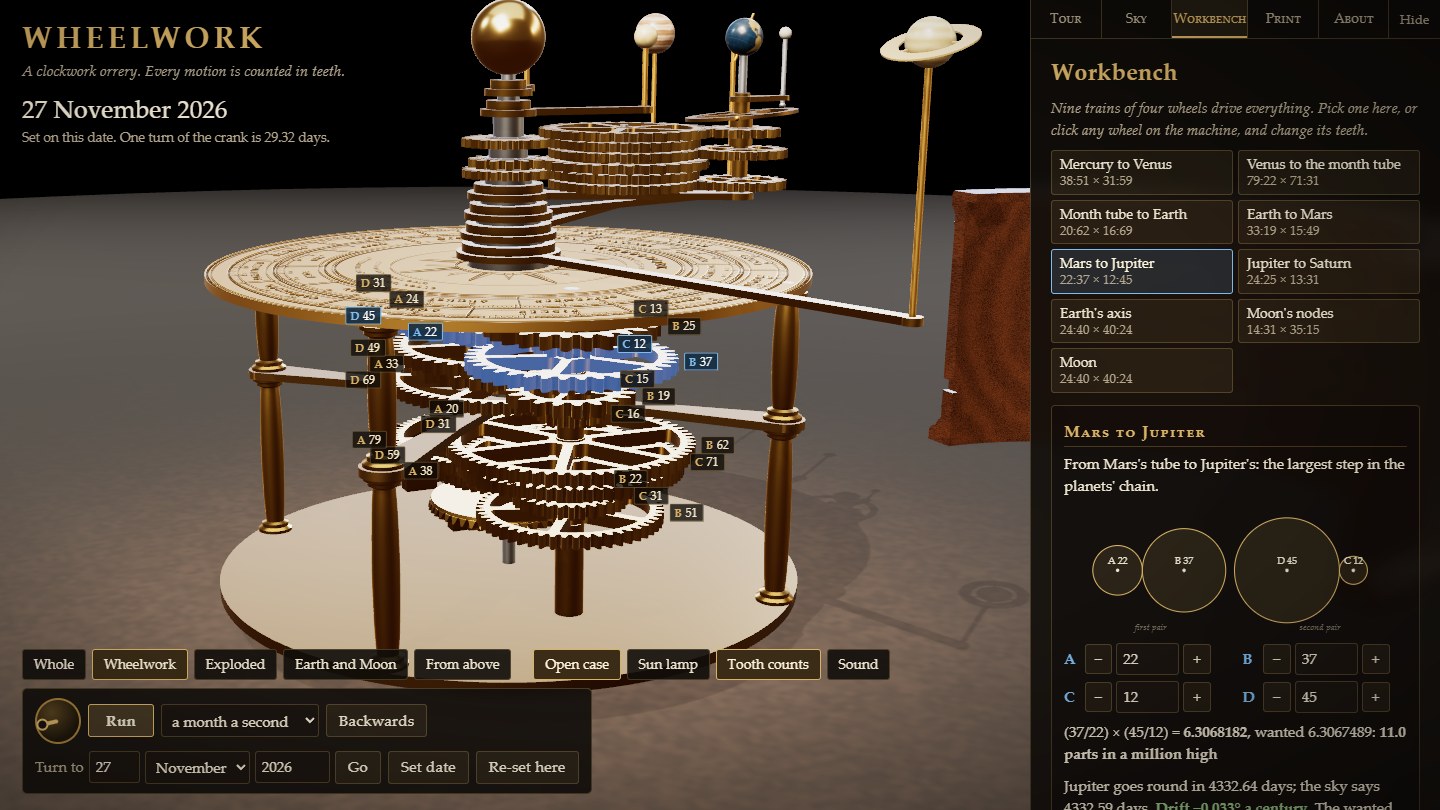 WHEELWORK
A clockwork orrery. Every motion is counted in teeth.
27 November 2026
Set on this date. One turn of the crank is 29.32 days.
Tour Sky Workbench Print About Hide
Workbench
Nine trains of four wheels drive everything. Pick one here, or
click any wheel on the machine, and change its teeth.
Mercury to Venus
38:51 × 31:59
Venus to the month tube
79:22 × 71:31
Month tube to Earth
20:62 × 16:69
Earth to Mars
33:19 × 15:49
Mars to Jupiter
22:37 × 12:45
Jupiter to Saturn
24:25 × 13:31
Earth's axis
24:40 × 40:24
Moon's nodes
14:31 × 35:15
Moon
24:40 × 40:24
D 31
A 24
D 45
A 22
D 49
A 33
D 69
A 20
D 31
A 79
D 59
A 38
C 13
B 25
C 12
B 37
C 15
B 19
C 16
B 62
C 71
B 22
C 31
B 51
Mars to Jupiter
From Mars's tube to Jupiter's: the largest step in the
planets' chain.
A 22 B 37 D 45 C 12
first pair second pair
A − 22 + B − 37 +
C − 12 + D − 45 +
(37/22) × (45/12) = 6.3068182, wanted 6.3067489: 11.0
parts in a million high
Jupiter goes round in 4332.64 days; the sky says
4332.59 days. Drift −0.033° a century. The wanted
Whole Wheelwork Exploded Earth and Moon From above Open case Sun lamp Tooth counts Sound
Run a month a second Backwards
Turn to 27 November 2026 Go Set date Re-set here